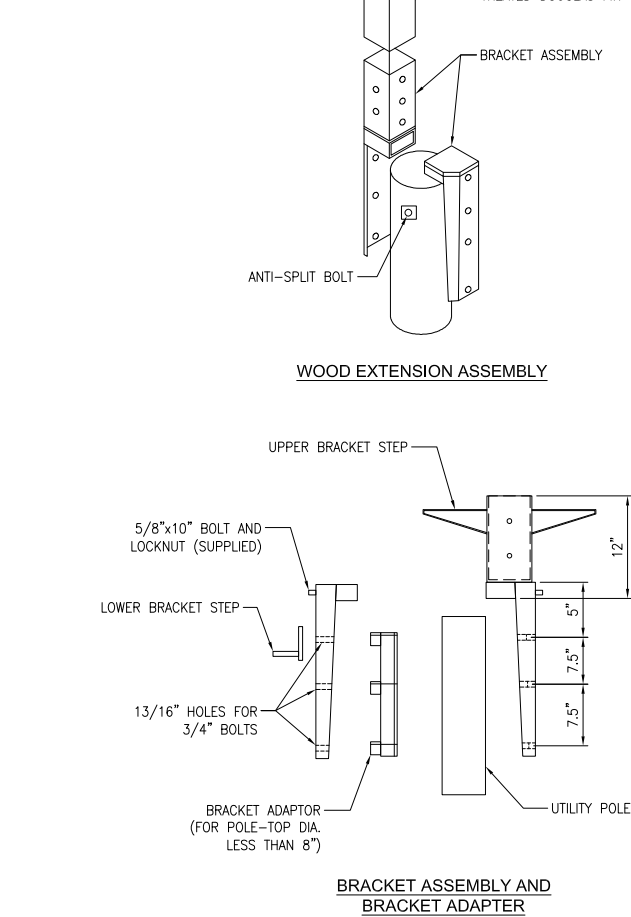 BRACKET ASSEMBLY
ANTI-SPLIT BOLT
WOOD EXTENSION ASSEMBLY
UPPER BRACKET STEP
5/8"x10" BOLT AND
LOCKNUT (SUPPLIED)
12"
LOWER BRACKET STEP
5"
7.5"
13/16" HOLES FOR
3/4" BOLTS
7.5"
BRACKET ADAPTOR
(FOR POLE-TOP DIA.
LESS THAN 8")
UTILITY POLE
BRACKET ASSEMBLY AND
BRACKET ADAPTER